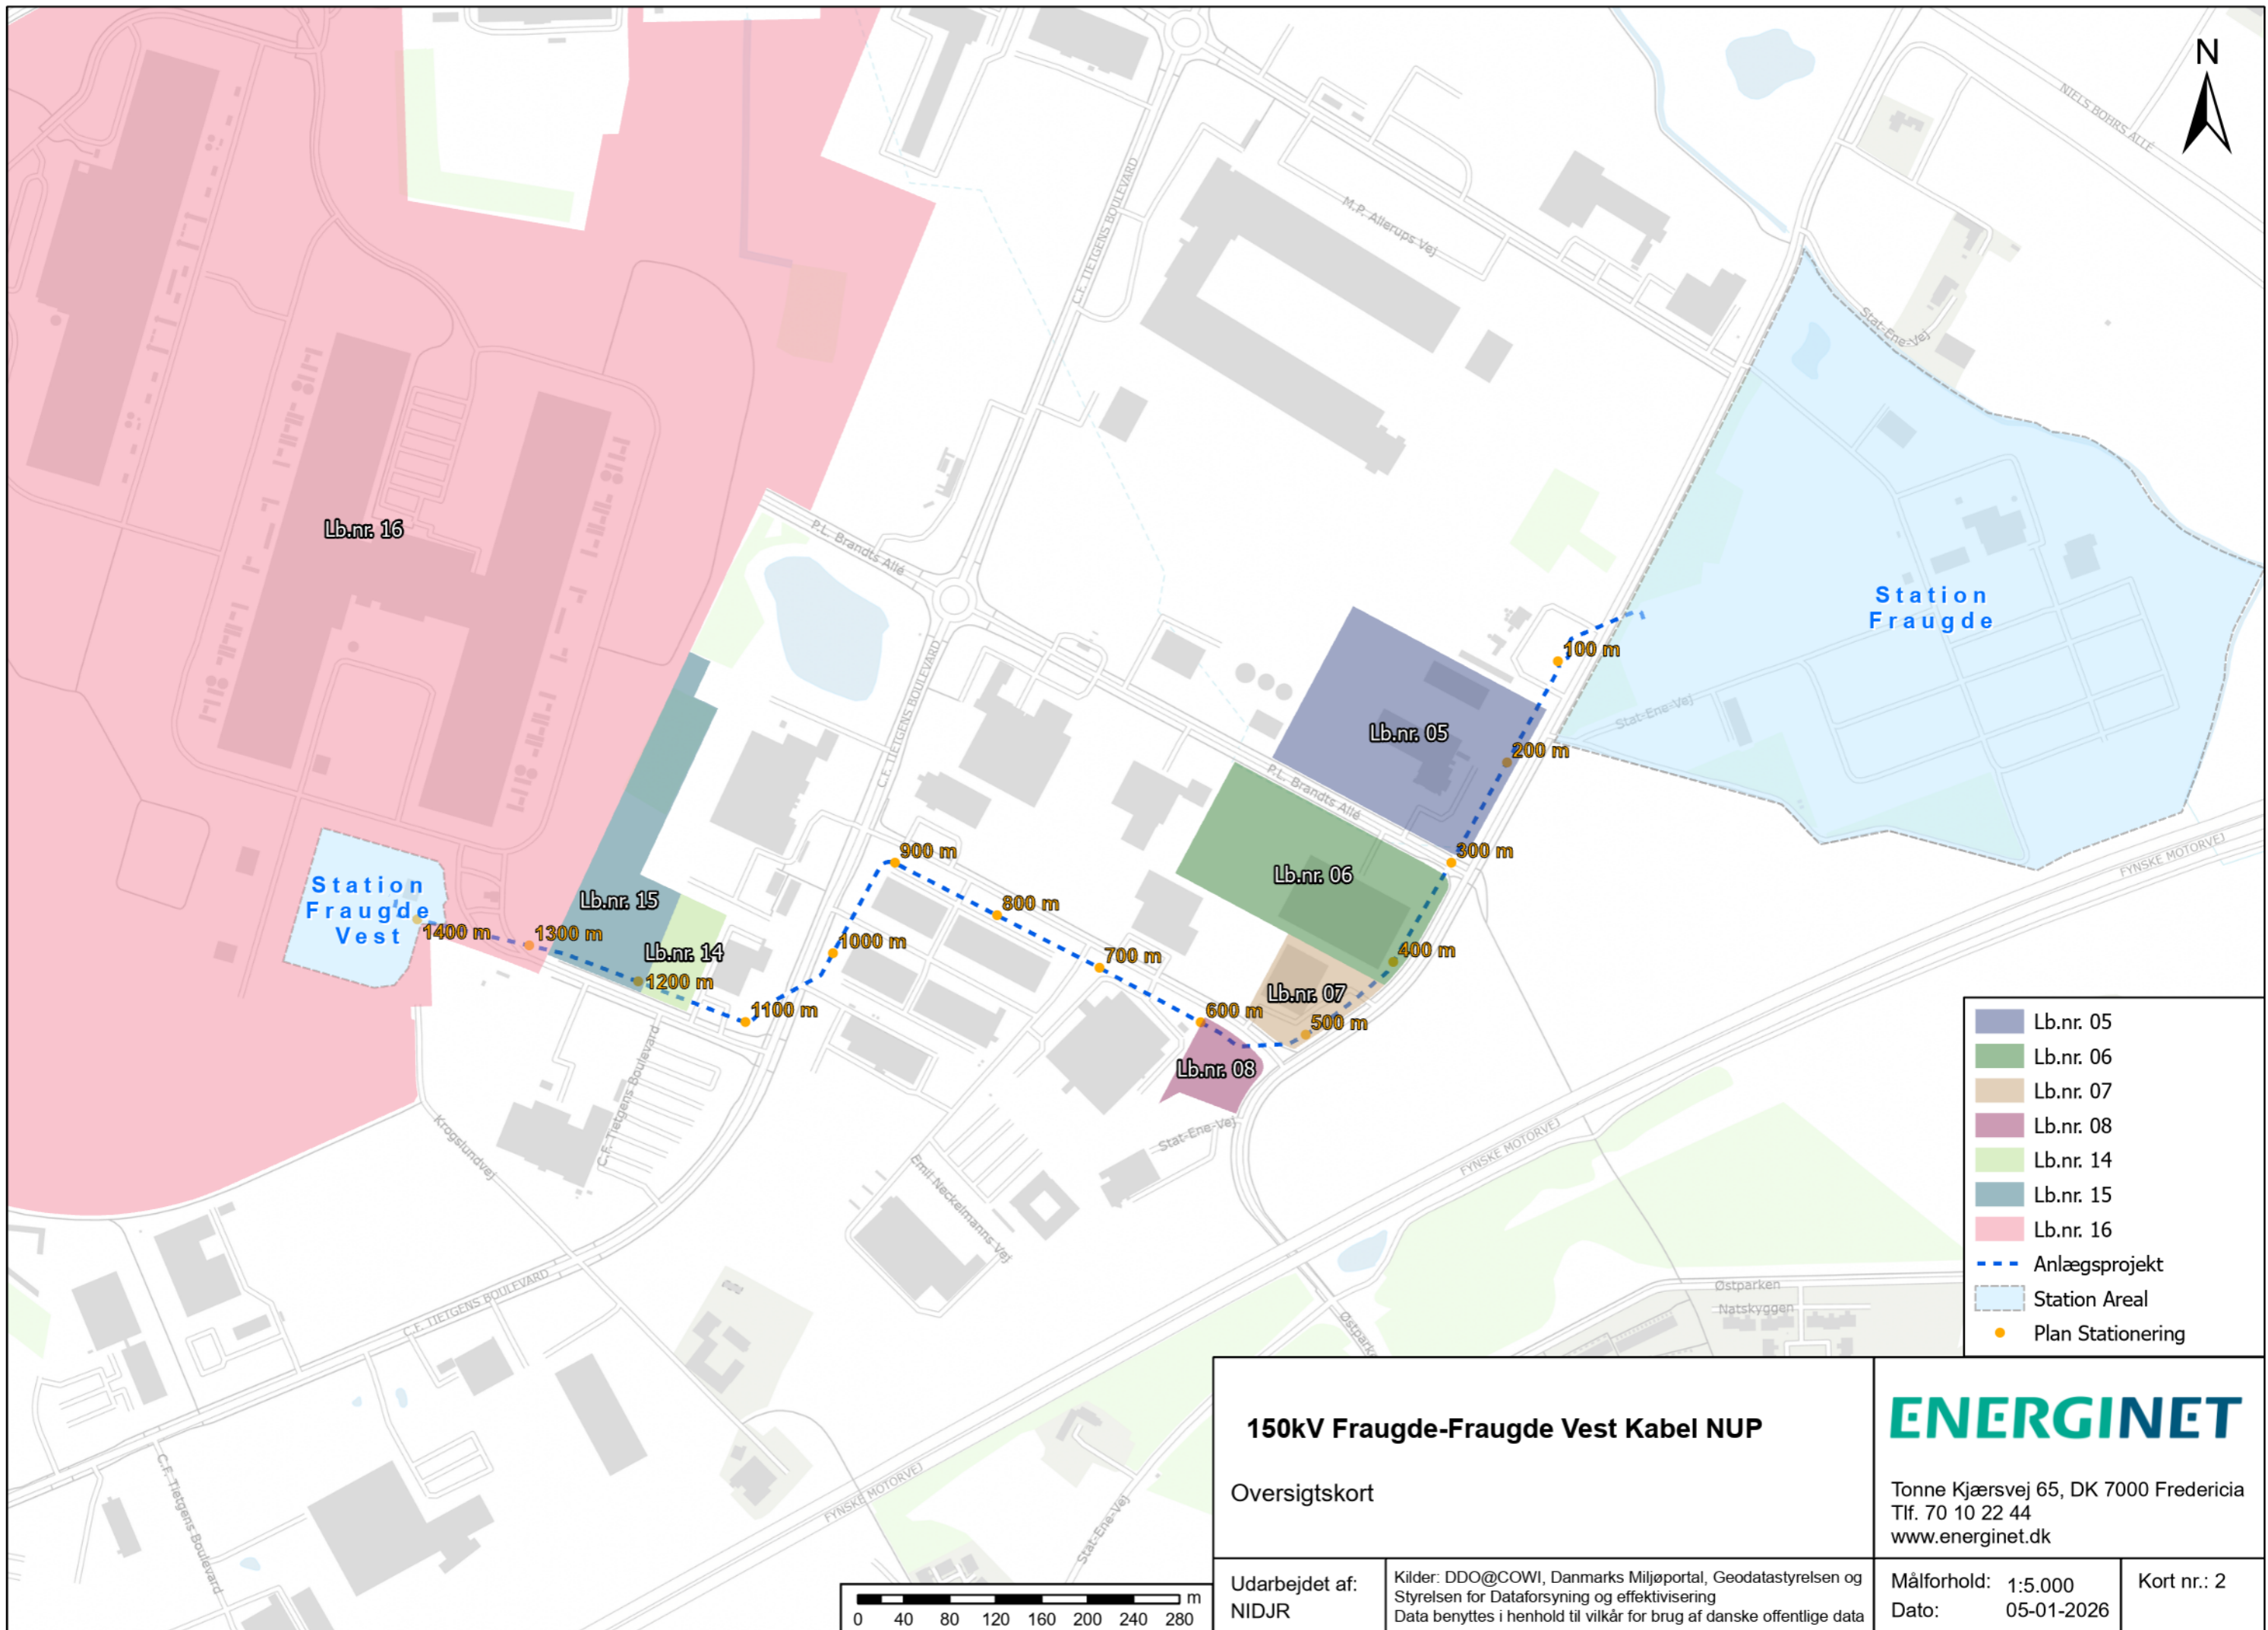 N
NIELS BOHRS ALLÉ
C.F. TIETGENS BOULEVARD
M.P. Allerups Vej
Stat-Ene-Vej
Lb.nr. 16
P.L. Brandts Allé
Station
Fraugde
100 m
C.F. TIETGENS BOULEVARD
Stat-Ene-Vej
Lb.nr. 05
200 m
P.L. Brandts Allé
FYNSKE MOTORVEJ
900 m
300 m
Lb.nr. 06
Station
Fraugde
Vest
Lb.nr. 15
800 m
1400 m
1300 m
1000 m
400 m
Lb.nr. 14
700 m
1200 m
Lb.nr. 07
1100 m
600 m
500 m
Lb.nr. 08
C.F. Tietgens Boulevard
Krogslundvej
Stat-Ene-Vej
Emil Neckelmanns Vej
FYNSKE MOTORVEJ
C.F. TIETGENS BOULEVARD
Østparken
Natskyggen
Østparke
C.F. Tietgens Boulevard
FYNSKE MOTORVEJ
Stat-Ene-Vej
Lb.nr. 05
Lb.nr. 06
Lb.nr. 07
Lb.nr. 08
Lb.nr. 14
Lb.nr. 15
Lb.nr. 16
Anlægsprojekt
Station Areal
Plan Stationering
150kV Fraugde-Fraugde Vest Kabel NUP
Oversigtskort
ENERGINET
Tonne Kjærsvej 65, DK 7000 Fredericia
Tlf. 70 10 22 44
www.energinet.dk
m
0 40 80 120 160 200 240 280
Udarbejdet af:
NIDJR
Kilder: DDO@COWI, Danmarks Miljøportal, Geodatastyrelsen og
Styrelsen for Dataforsyning og effektivisering
Data benyttes i henhold til vilkår for brug af danske offentlige data
Målforhold: 1:5.000
Dato: 05-01-2026
Kort nr.: 2